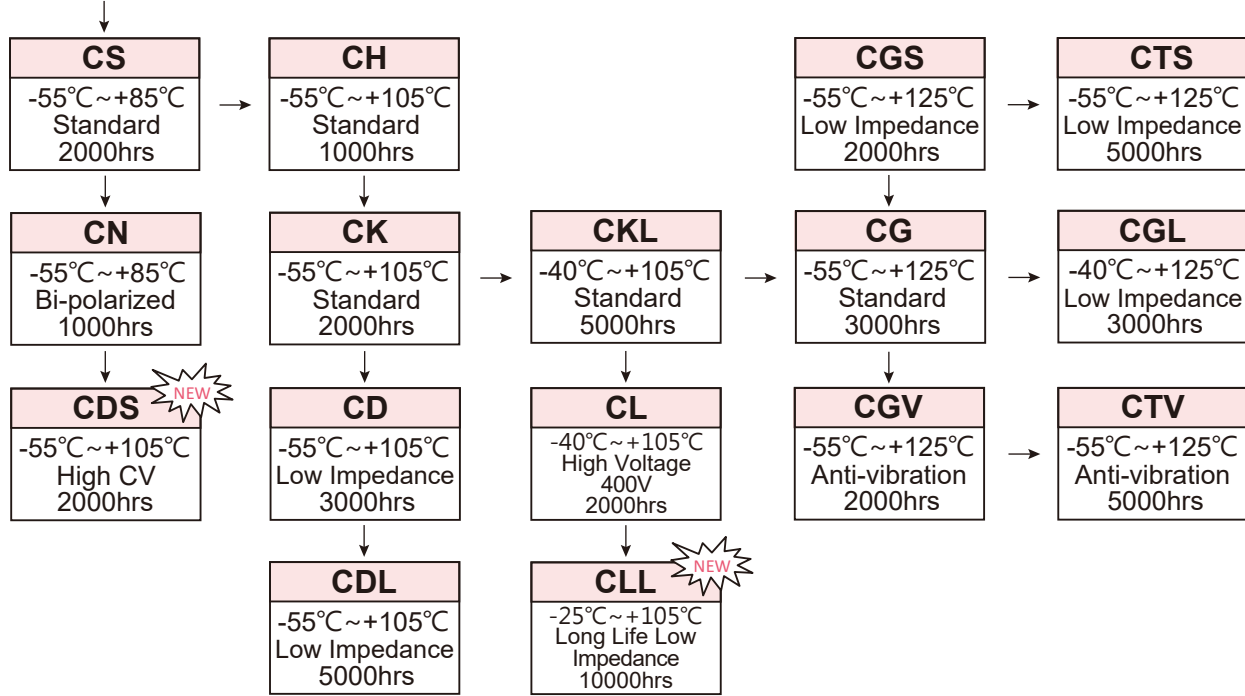 CS
-55℃~+85℃
Standard
2000hrs
CH
-55℃~+105℃
Standard
1000hrs
CGS
-55℃~+125℃
Low Impedance
2000hrs
CTS
-55℃~+125℃
Low Impedance
5000hrs
CN
-55℃~+85℃
Bi-polarized
1000hrs
CK
-55℃~+105℃
Standard
2000hrs
CKL
-40℃~+105℃
Standard
5000hrs
CG
-55℃~+125℃
Standard
3000hrs
CGL
-40℃~+125℃
Low Impedance
3000hrs
CDS
NEW
-55℃~+105℃
High CV
2000hrs
CD
-55℃~+105℃
Low Impedance
3000hrs
CL
-40℃~+105℃
High Voltage
400V
2000hrs
CGV
-55℃~+125℃
Anti-vibration
2000hrs
CTV
-55℃~+125℃
Anti-vibration
5000hrs
CDL
-55℃~+105℃
Low Impedance
5000hrs
CLL
NEW
-25℃~+105℃
Long Life Low
Impedance
10000hrs